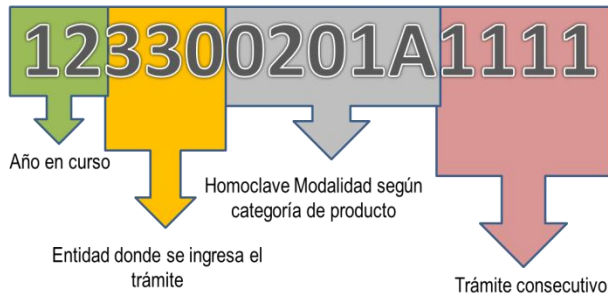 123300201A1111
Año en curso
Homoclave Modalidad según
categoría de producto
Entidad donde se ingresa el
trámite
Trámite consecutivo